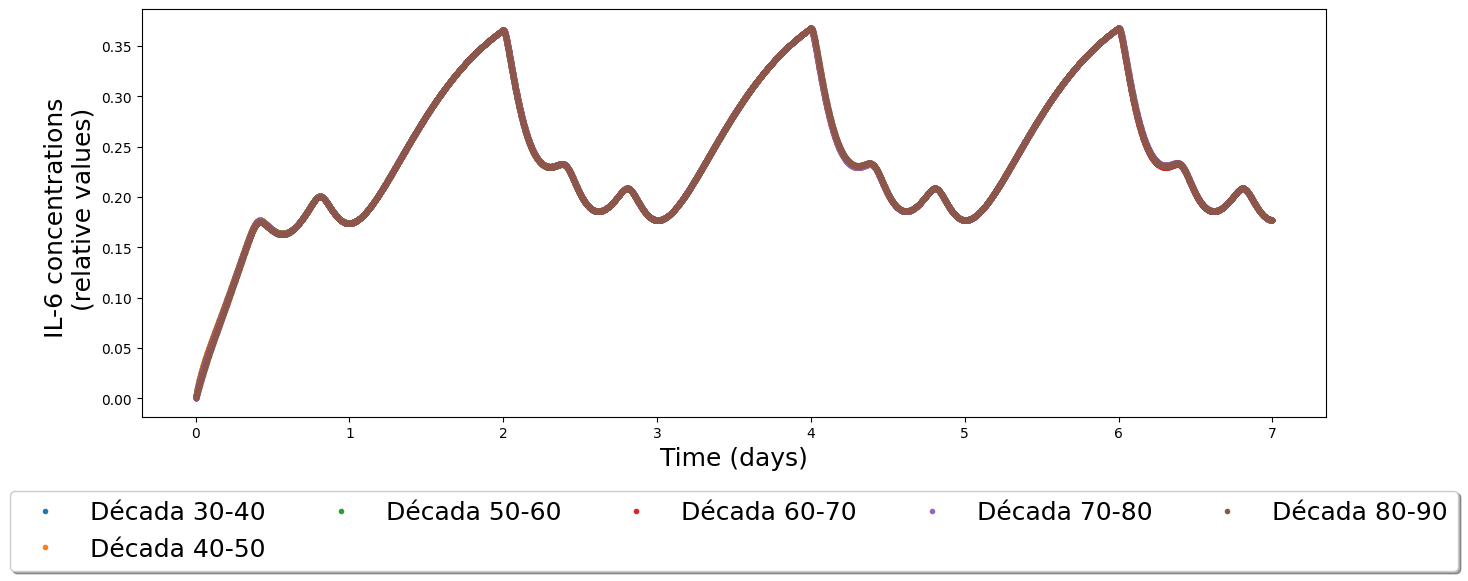 IL-6 concentrations
(relative values)
0.35
0.30
0.25
0.20
0.15
0.10
0.05
0.00
0 1 2 3 4 5 6 7
Time (days)
Década 30-40 Década 50-60 Década 60-70 Década 70-80 Década 80-90
Década 40-50